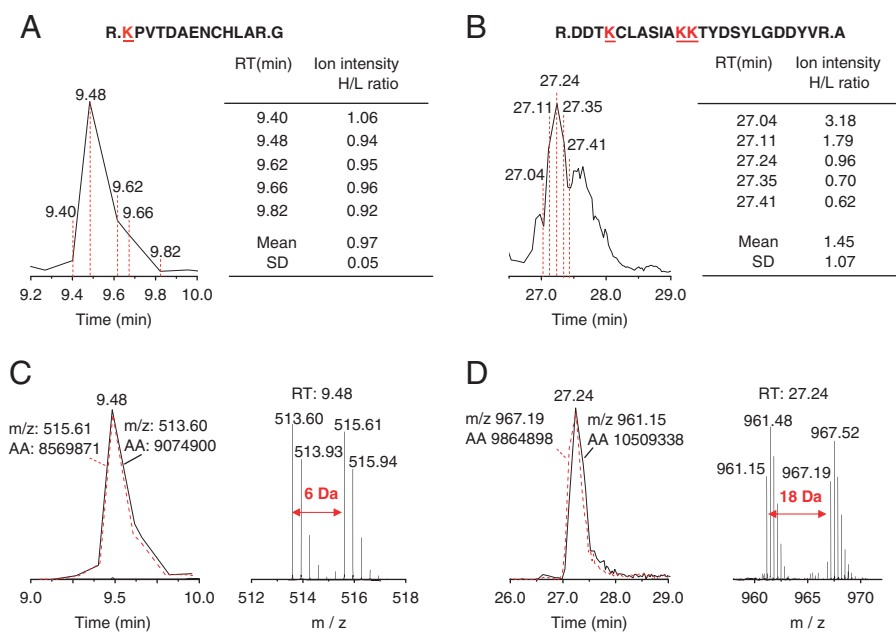 A
R.KPVTDAENCHLAR.G
RT(min) Ion intensity H/L ratio
9.40 1.06
9.48 0.94
9.62 0.95
9.66 0.96
9.82 0.92
Mean 0.97
SD 0.05
9.48
9.62
9.66
9.40
9.82
9.2 9.4 9.6 9.8 10.0
Time (min)
B
R.DDTKCLASIAKKTYDSYLGDDYVR.A
RT(min) Ion intensity H/L ratio
27.04 3.18
27.11 1.79
27.24 0.96
27.35 0.70
27.41 0.62
Mean 1.45
SD 1.07
27.24
27.11
27.35
27.41
27.04
27.0 28.0 29.0
Time (min)
C
9.48
m/z: 515.61
AA: 8569871
m/z: 513.60
AA: 9074900
9.0 9.5 10.0
Time (min)
RT: 9.48
513.60
515.61
513.93
515.94
6 Da
512 514 516 518
m / z
D
27.24
m/z 967.19
AA 9864898
m/z 961.15
AA 10509338
26.0 27.0 28.0 29.0
Time (min)
RT: 27.24
961.48
967.52
961.15
967.19
18 Da
960 965 970
m / z